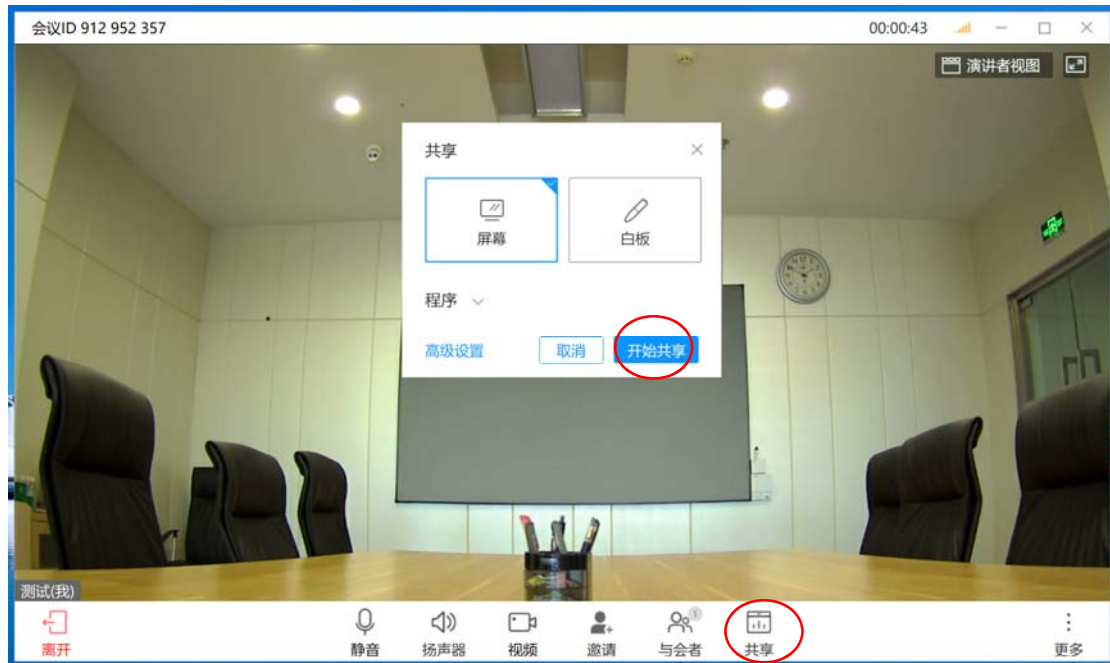 会议ID 912 952 357
00:00:43
演讲者视图
共享
屏幕
白板
程序
高级设置
取消
开始共享
测试(我)
离开
静音
扬声器
视频
邀请
与会者
1
共享
更多